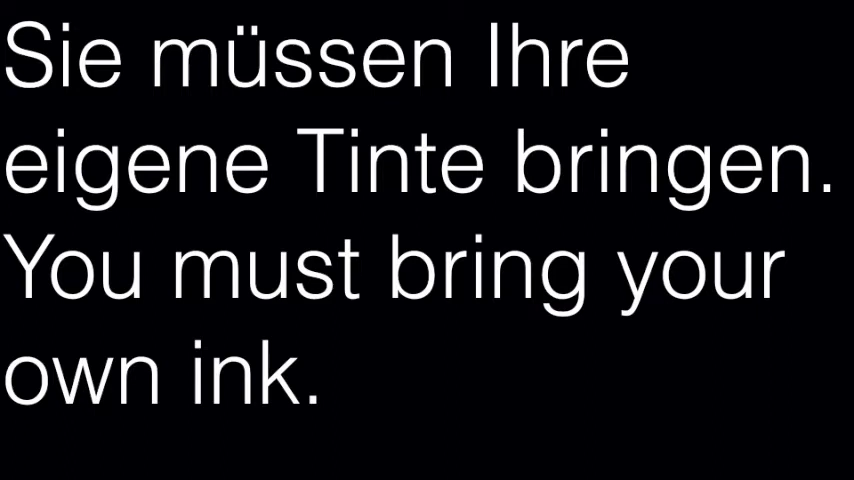 Sie müssen Ihre
eigene Tinte bringen.
You must bring your
own ink.